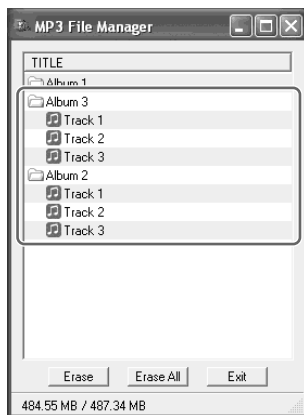 MP3 File Manager
TITLE
Album 1
Album 3
Track 1
Track 2
Track 3
Album 2
Track 1
Track 2
Track 3
Erase Erase All Exit
484.55 MB / 487.34 MB